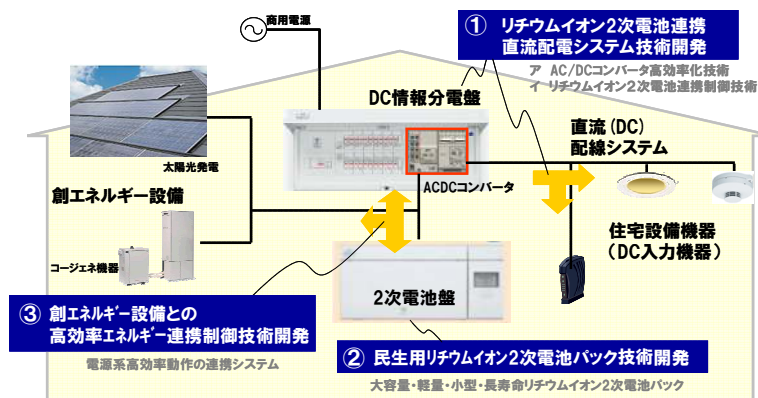 商用電源
① リチウムイオン2次電池連携
直流配電システム技術開発
ア AC/DCコンバータ高効率化技術
イ リチウムイオン2次電池連携制御技術
DC情報分電盤
直流(DC)
配線システム
太陽光発電
ACDCコンバータ
創エネルギー設備
住宅設備機器
(DC入力機器)
コージェネ機器
2次電池盤
③ 創エネルギー設備との
高効率エネルギー連携制御技術開発
電源系高効率動作の連携システム
② 民生用リチウムイオン2次電池パック技術開発
大容量・軽量・小型・長寿命リチウムイオン2次電池パック